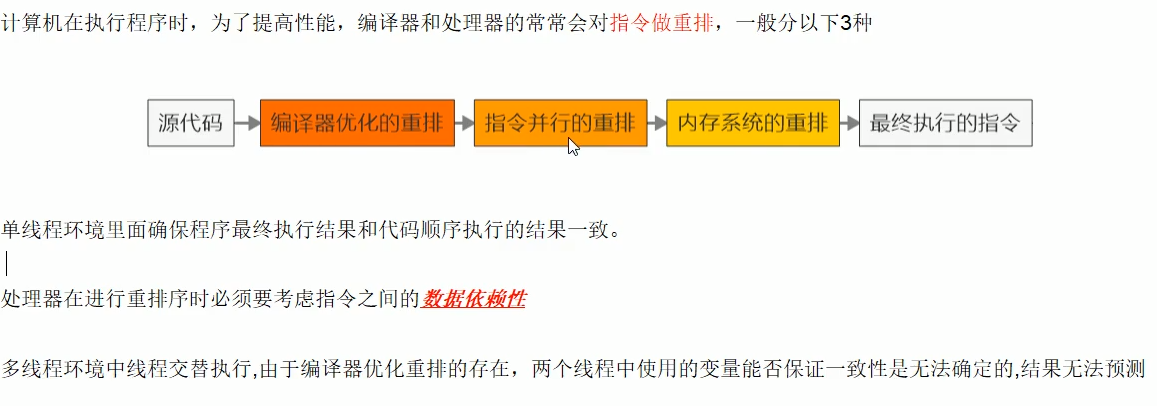 计算机在执行程序时，为了提高性能，编译器和处理器的常常会对指令做重排，一般分以下3种
源代码 编译器优化的重排 指令并行的重排 内存系统的重排 最终执行的指令
单线程环境里面确保程序最终执行结果和代码顺序执行的结果一致。
处理器在进行重排序时必须要考虑指令之间的数据依赖性
多线程环境中线程交替执行,由于编译器优化重排的存在，两个线程中使用的变量能否保证一致性是无法确定的,结果无法预测